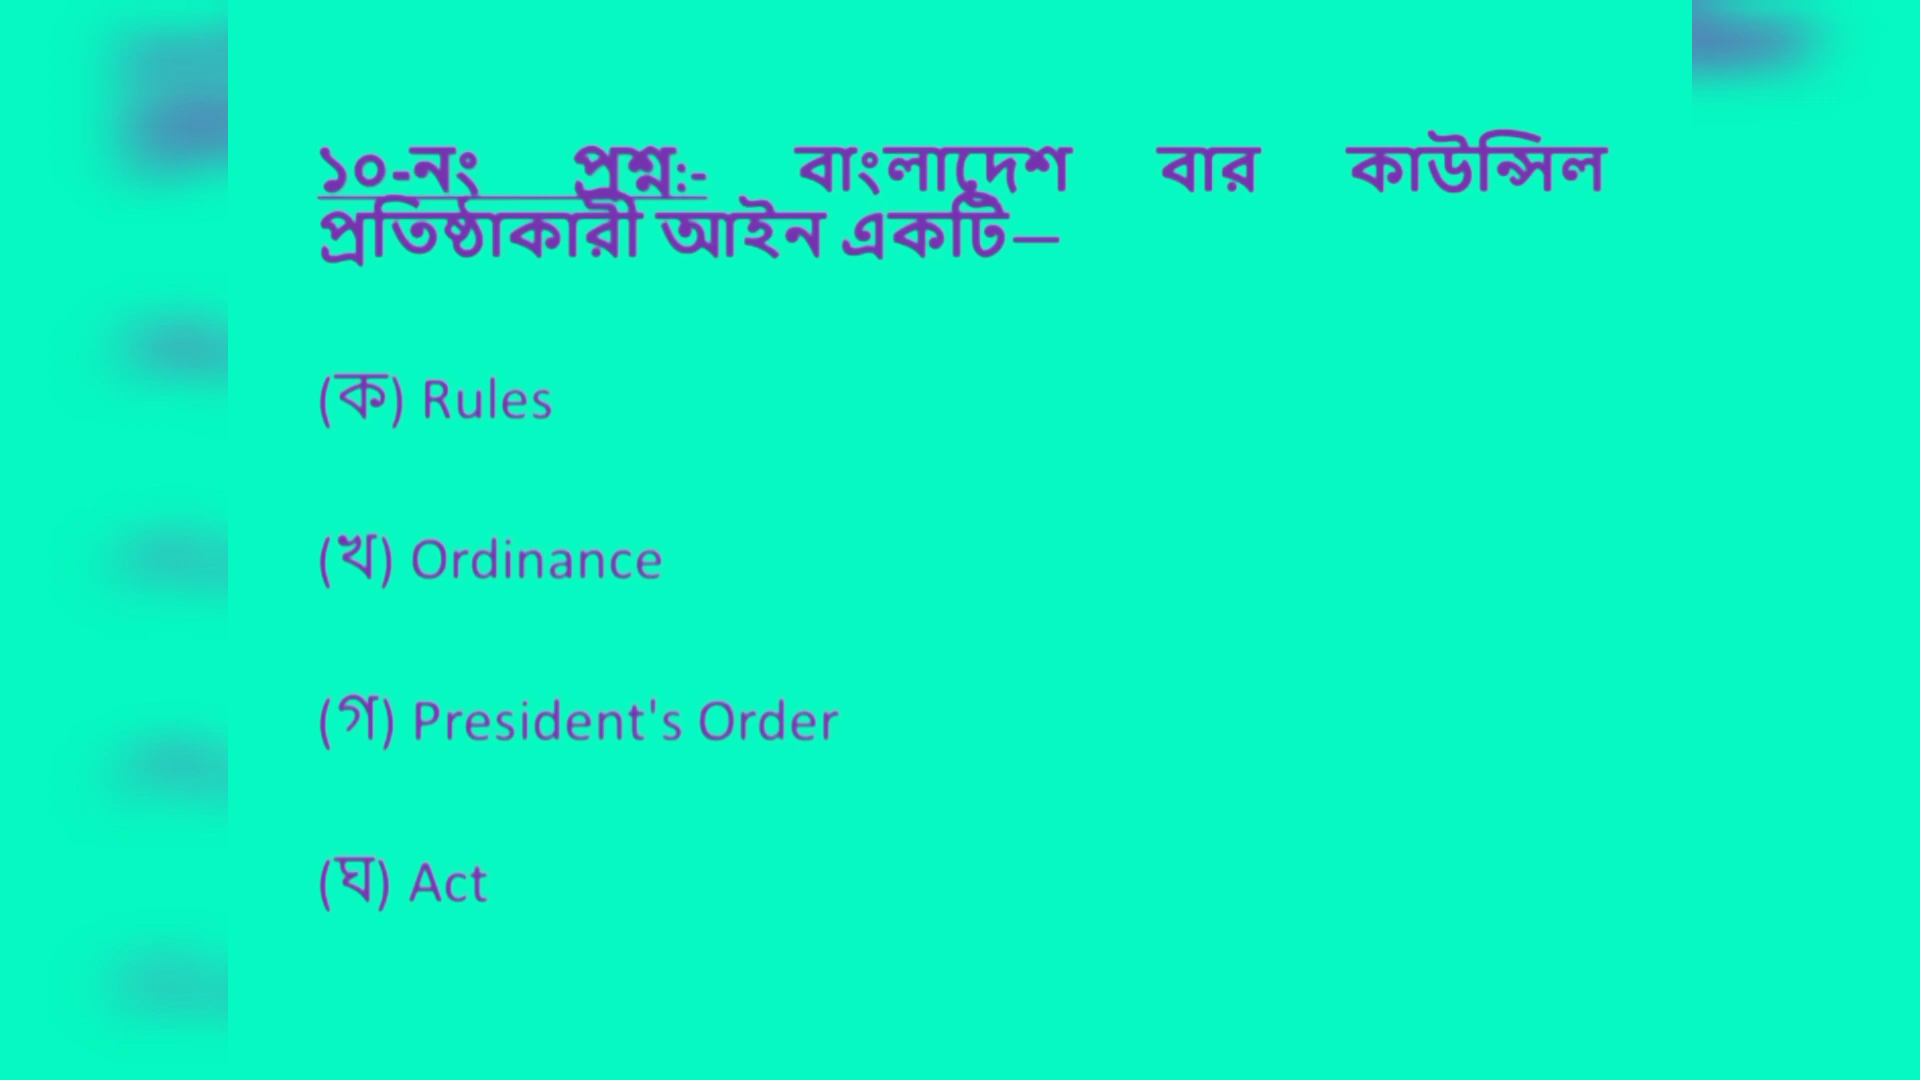 ১০-নং প্রশ্ন:- বাংলাদেশ বার কাউন্সিল
প্রতিষ্ঠাকারী আইন একটি—
(ক) Rules
(খ) Ordinance
(গ) President's Order
(ঘ) Act